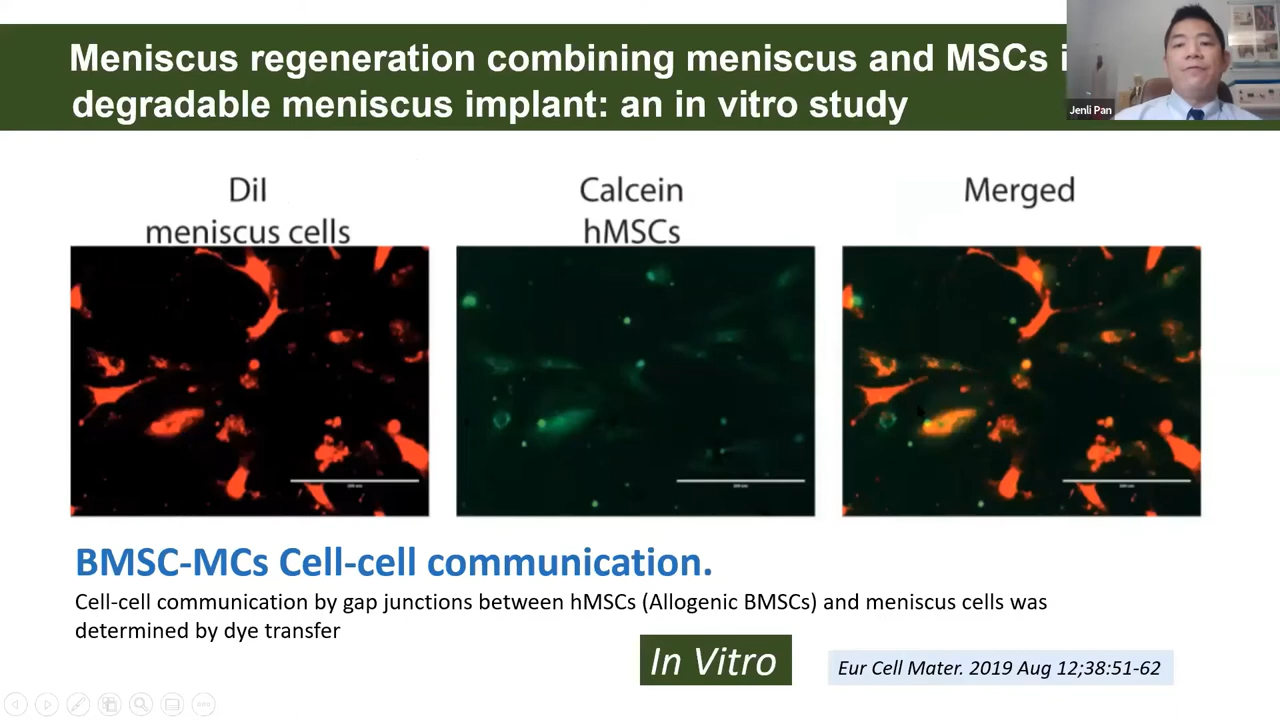 Meniscus regeneration combining meniscus and MSCs
degradable meniscus implant: an in vitro study
Jenli Pan
DiI
meniscus cells
Calcein
hMSCs
Merged
BMSC-MCs Cell-cell communication.
Cell-cell communication by gap junctions between hMSCs (Allogenic BMSCs) and meniscus cells was
determined by dye transfer
In Vitro
Eur Cell Mater. 2019 Aug 12;38:51-62